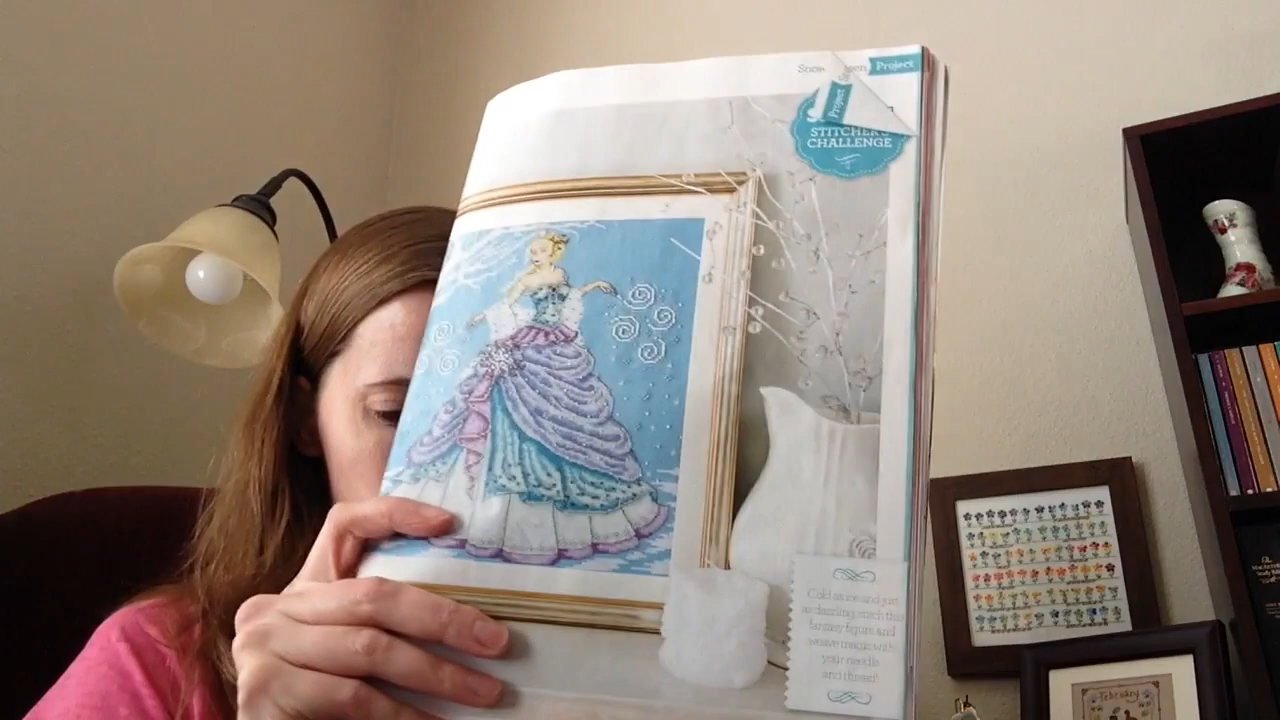 Project
Project
STITCHER'S
CHALLENGE
Cold as ice and just
as dazzling, stitch this
fantasy figure and
weave magic with
your needle
and thread!
February